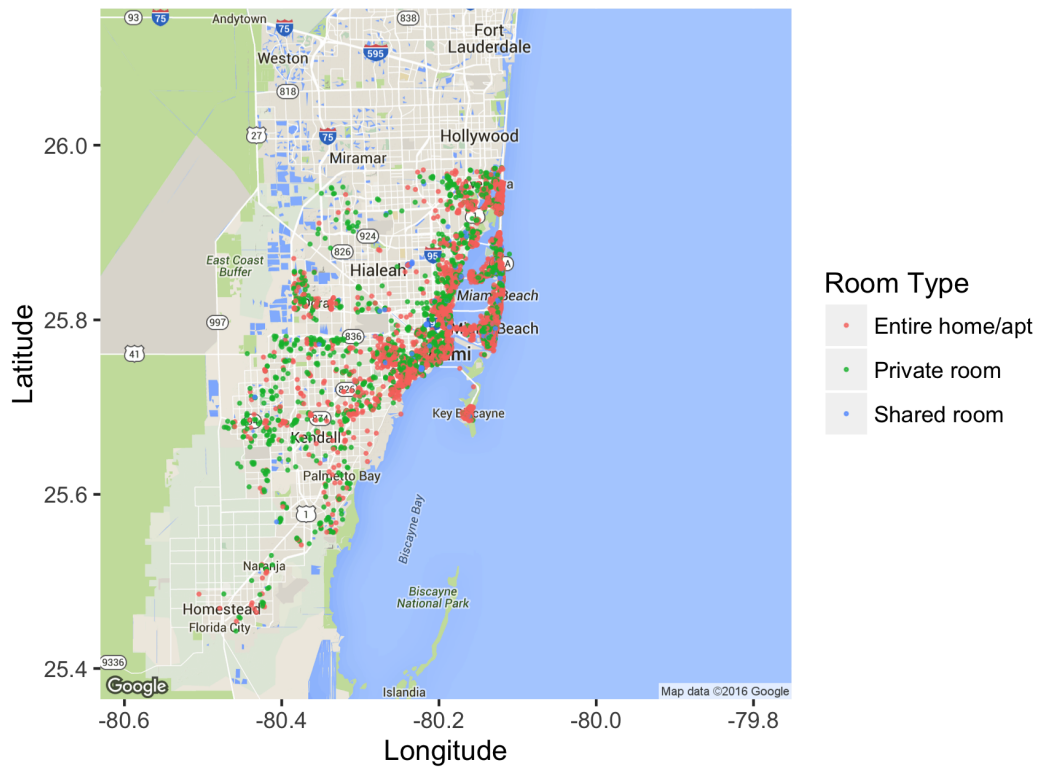 93
75
Andytown
75
838
Fort
Lauderdale
595
Weston
818
27
75
Hollywood
Miramar
924
826
95
A
East Coast
Buffer
Hialeah
Miami Beach
997
836
Beach
41
826
874
Key Biscayne
Kendall
Palmetto Bay
1
Biscayne Bay
Naranja
Biscayne
National Park
Homestead
Florida City
9336
Islandia
Google
Map data ©2016 Google
Latitude
26.0
25.8
25.6
25.4
-80.6
-80.4
-80.2
-80.0
-79.8
Longitude
Room Type
Entire home/apt
Private room
Shared room